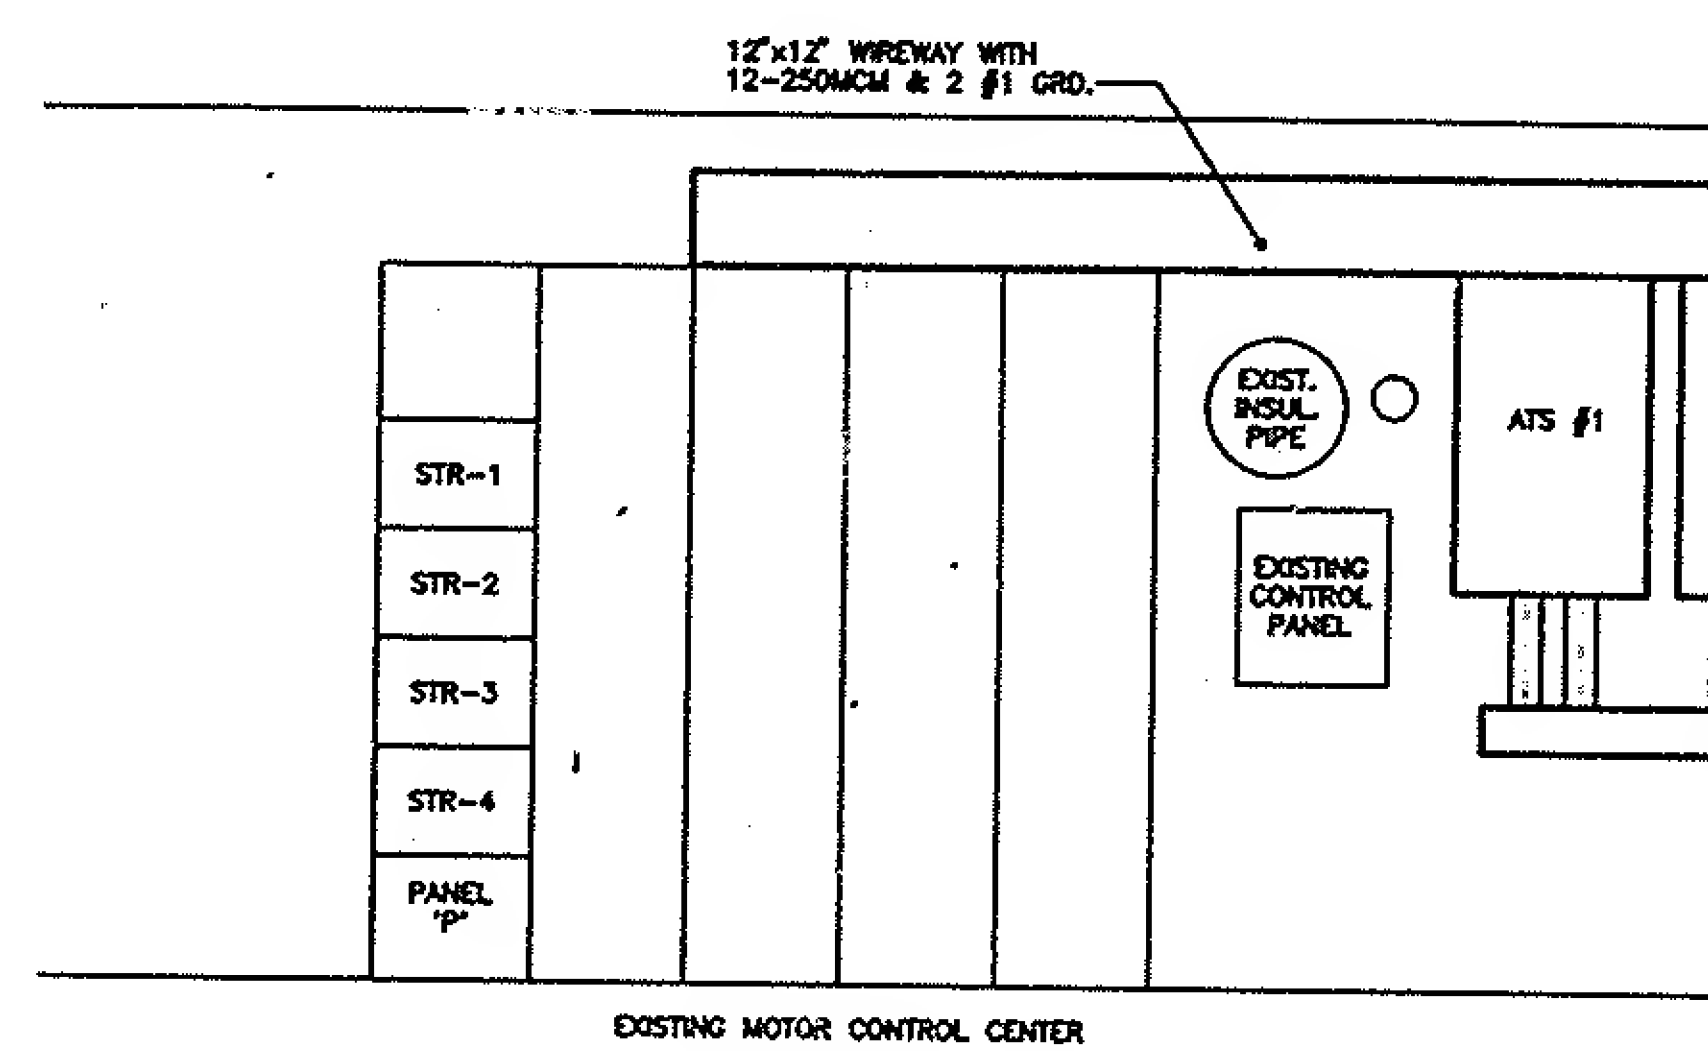 12"x12" WIREWAY WITH
12-250MCM & 2 #1 GRD.
EXIST.
INSUL.
PIPE
ATS #1
STR-1
EXISTING
CONTROL
PANEL
STR-2
STR-3
STR-4
PANEL
"P"
EXISTING MOTOR CONTROL CENTER